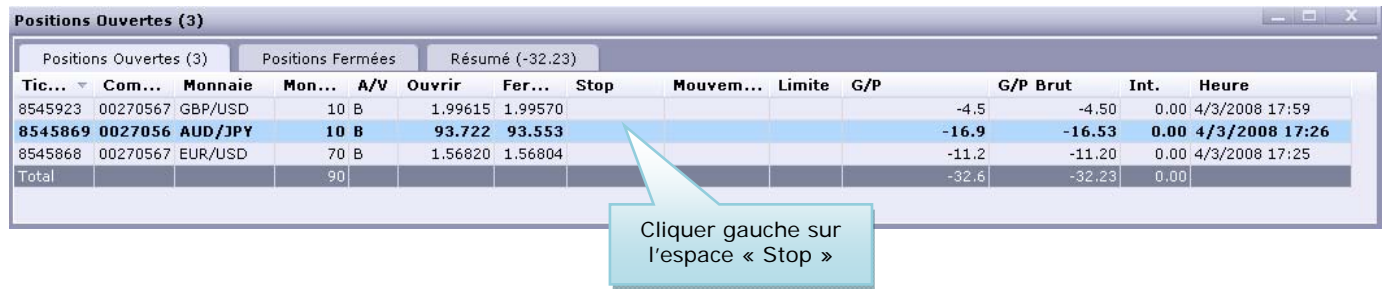 Positions Ouvertes (3)
Positions Ouvertes (3) Positions Fermées Résumé (-32.23)
Tic... Com... Monnaie Mon... A/V Ouvrir Fer... Stop Mouvem... Limite G/P G/P Brut Int. Heure
8545923 00270567 GBP/USD 10 B 1.99615 1.99570 -4.5 -4.50 0.00 4/3/2008 17:59
8545869 0027056 AUD/JPY 10 B 93.722 93.553 -16.9 -16.53 0.00 4/3/2008 17:26
8545868 00270567 EUR/USD 70 B 1.56820 1.56804 -11.2 -11.20 0.00 4/3/2008 17:25
Total 90 -32.6 -32.23 0.00
Cliquer gauche sur
l'espace « Stop »